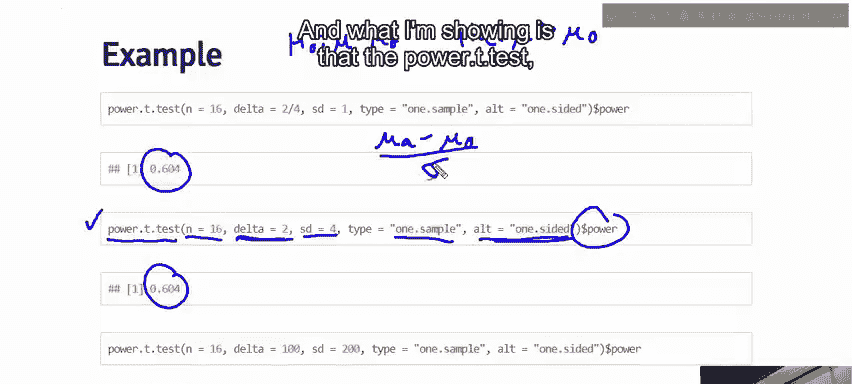 And what I'm showing is
that the power.t.test,
Example
power.t.test(n = 16, delta = 2/4, sd = 1, type = "one.sample", alt = "one.sided")$power
μa - μ0
σ
## [1] 0.604
power.t.test(n = 16, delta = 2, sd = 4, type = "one.sample", alt = "one.sided")$power
## [1] 0.604
power.t.test(n = 16, delta = 100, sd = 200, type = "one.sample", alt = "one.sided")$power